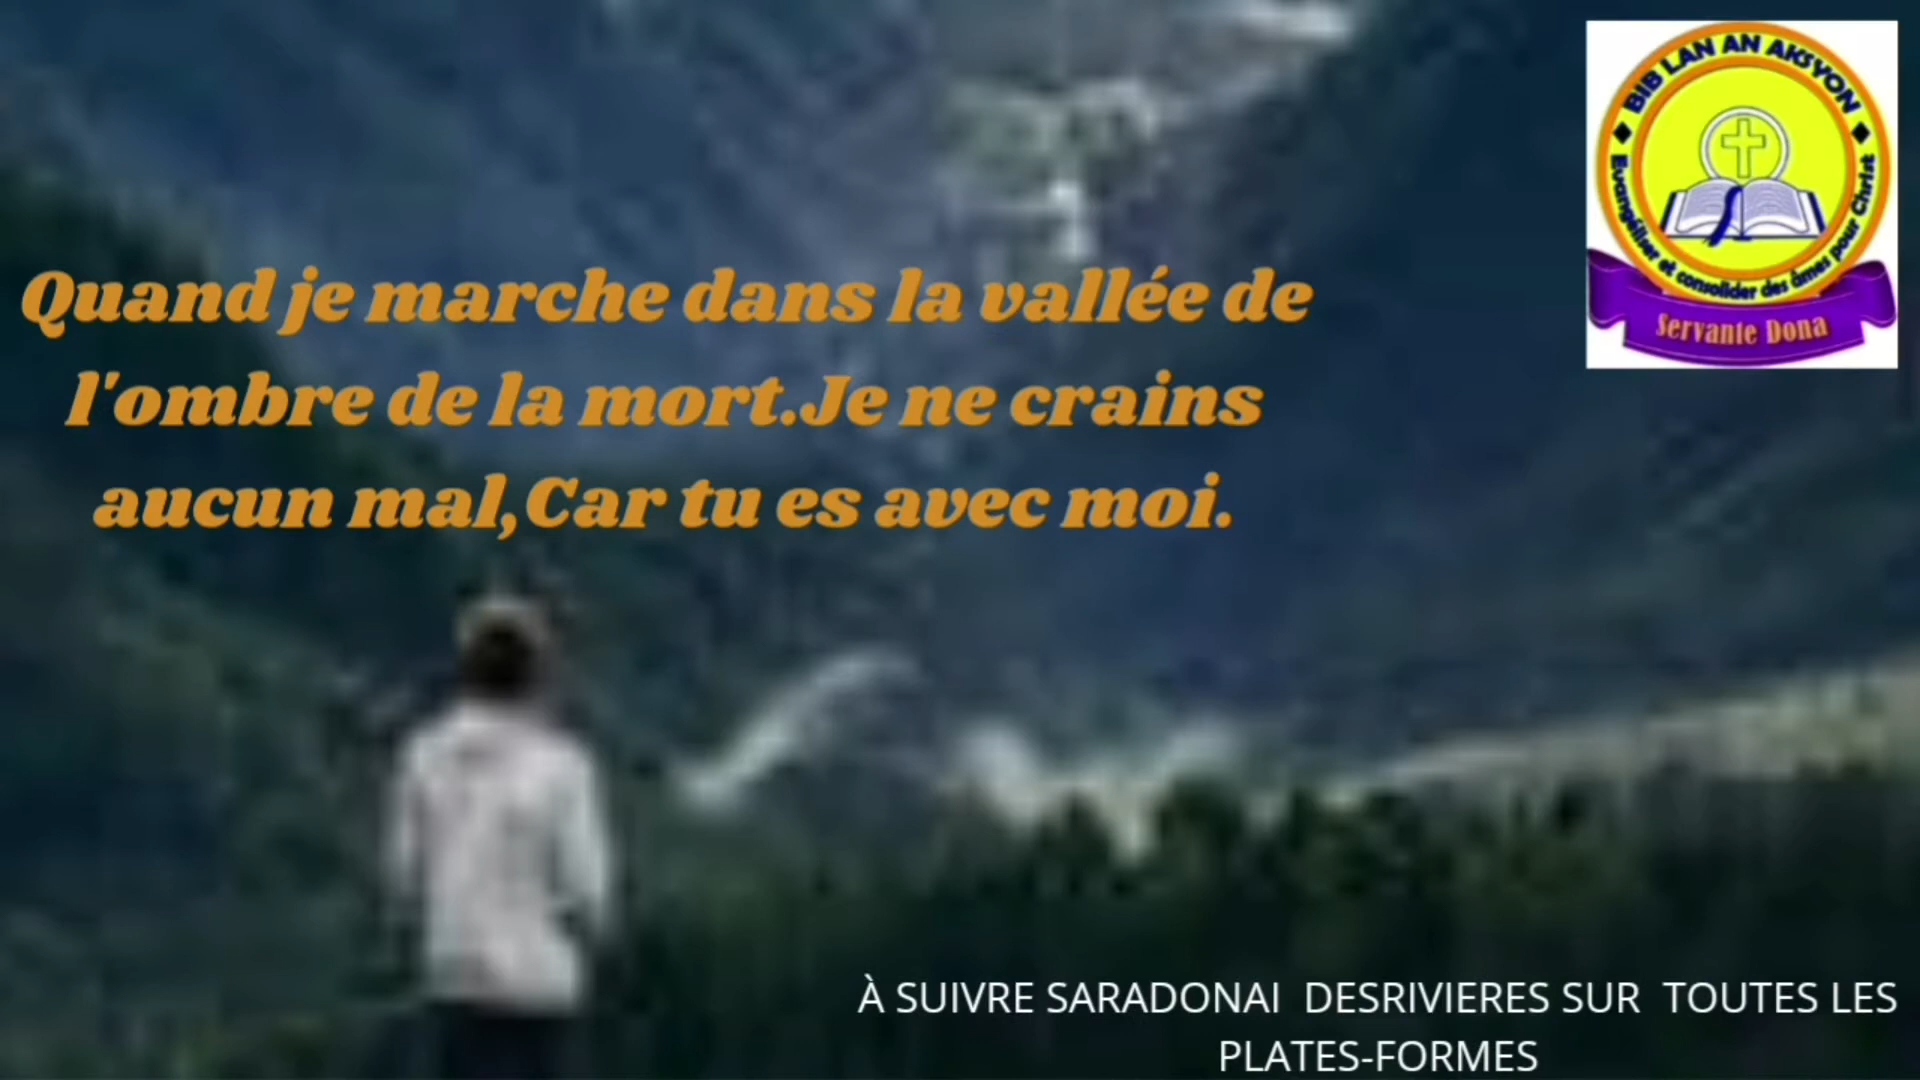 BIB LAN AN AKSYON
Evangéliser et consolider des âmes pour Christ
Servante Dona
Quand je marche dans la vallée de
l'ombre de la mort.Je ne crains
aucun mal,Car tu es avec moi.
À SUIVRE SARADONAI  DESRIVIERES SUR  TOUTES LES
PLATES-FORMES